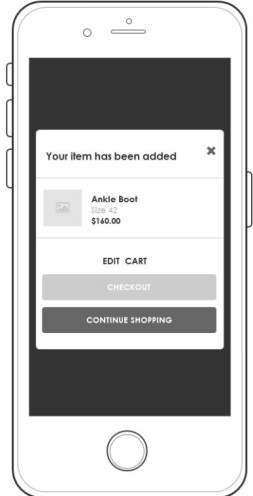 Your item has been added ✖
Ankle Boot
Size: 42
$160.00
EDIT CART
CHECKOUT
CONTINUE SHOPPING